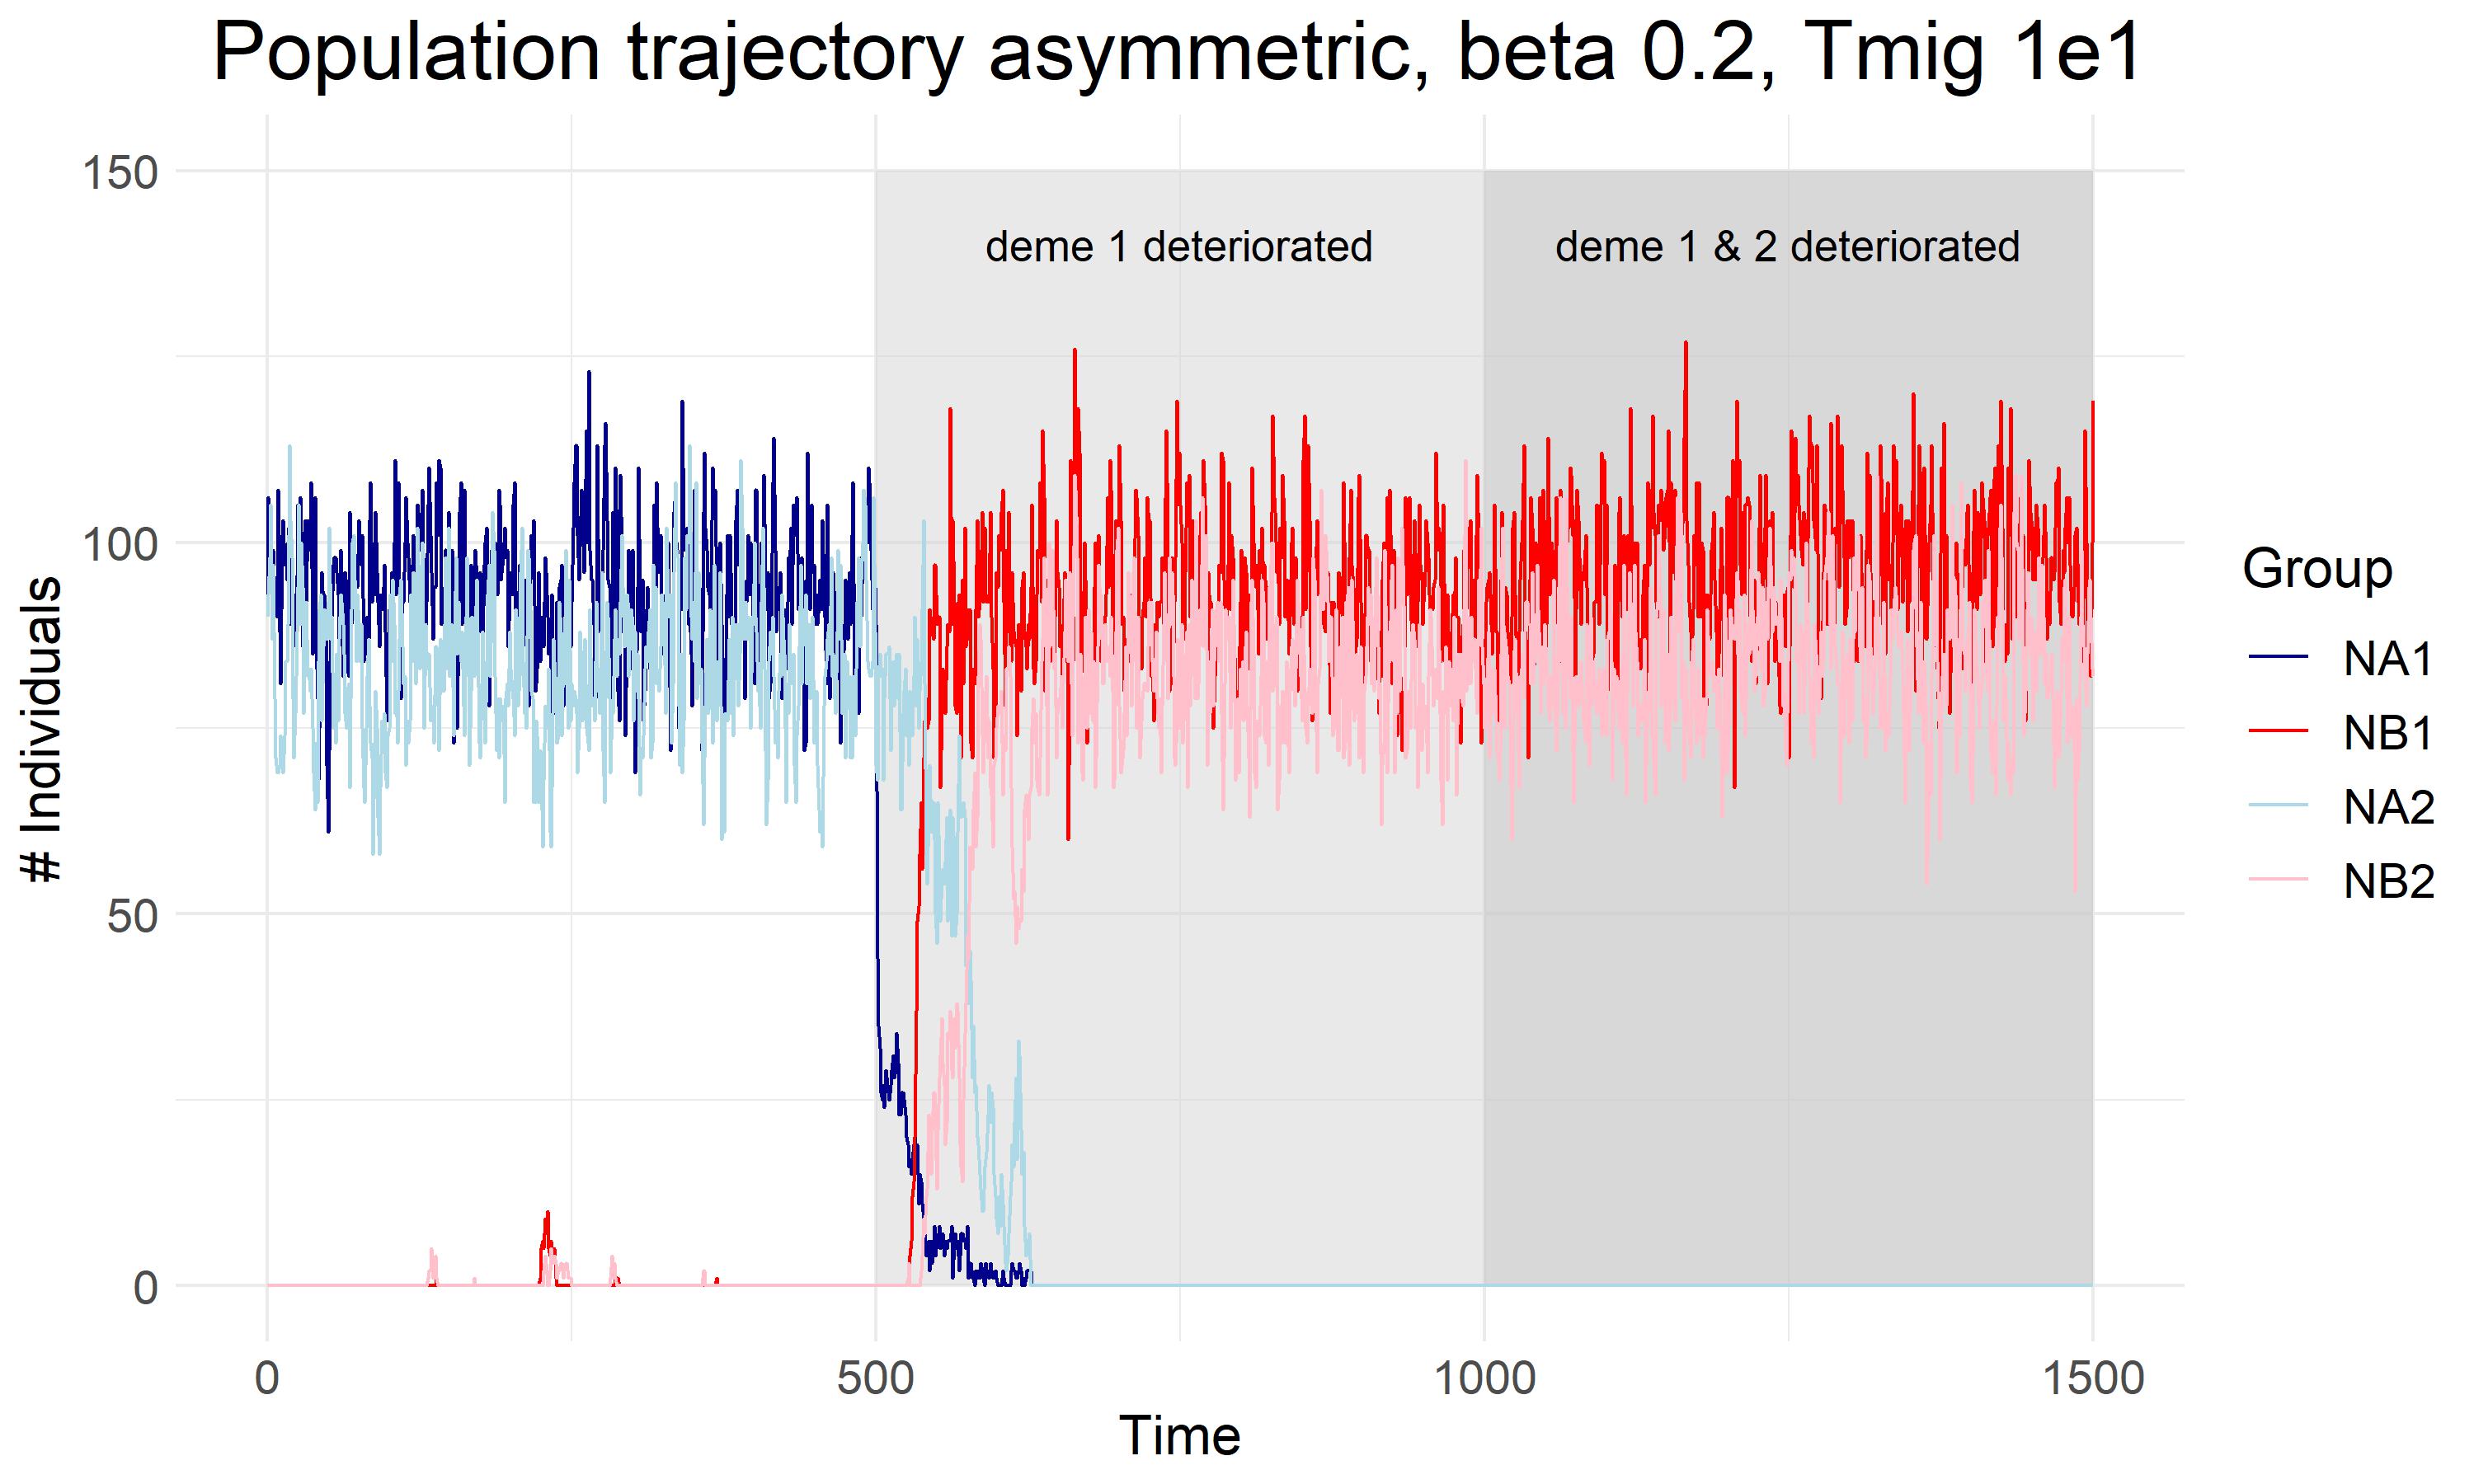 Population trajectory asymmetric, beta 0.2, Tmig 1e1
150
100
50
0
# Individuals
deme 1 deteriorated
deme 1 & 2 deteriorated
0
500
1000
1500
Time
Group
NA1
NB1
NA2
NB2